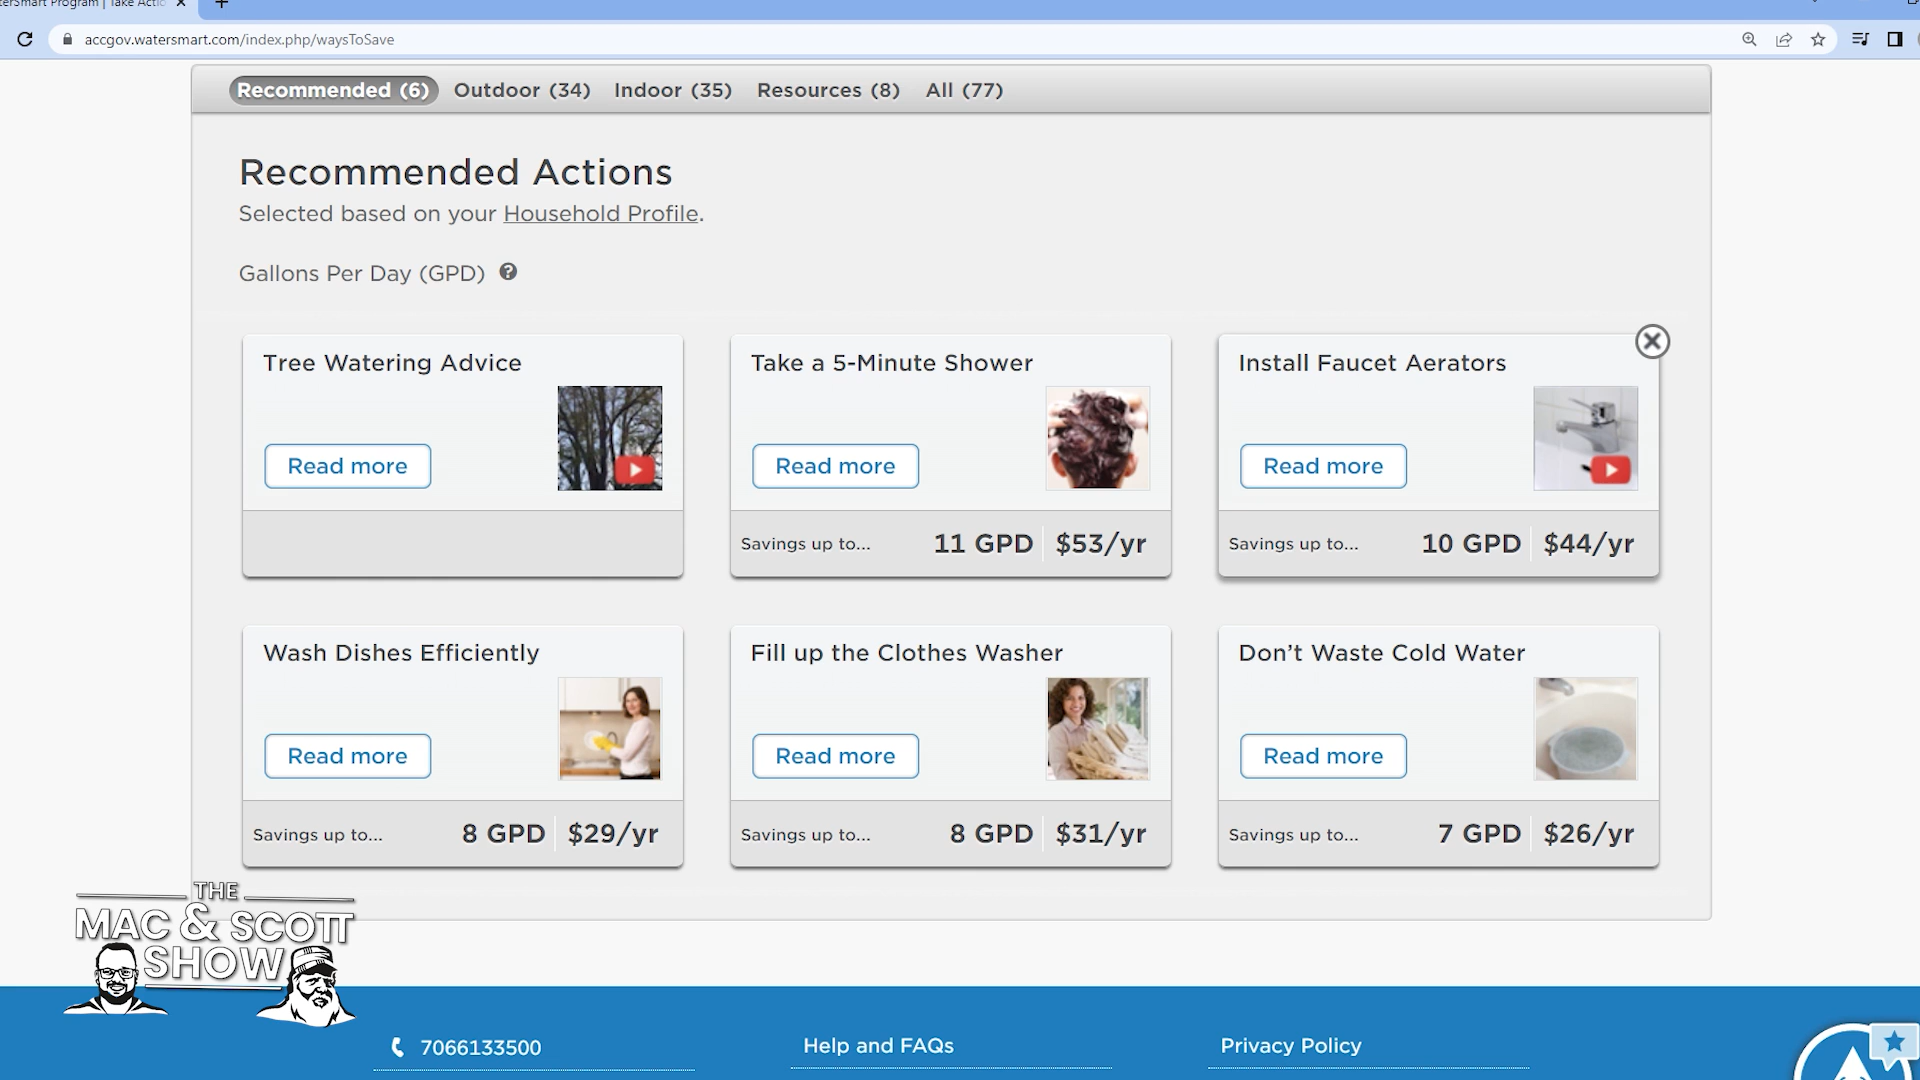 terSmart Program | Take Actio
accgov.watersmart.com/index.php/waysToSave
Recommended (6) Outdoor (34) Indoor (35) Resources (8) All (77)
Recommended Actions
Selected based on your Household Profile.
Gallons Per Day (GPD) ?
Tree Watering Advice
Read more
Take a 5-Minute Shower
Read more
Savings up to... 11 GPD $53/yr
Install Faucet Aerators
Read more
Savings up to... 10 GPD $44/yr
Wash Dishes Efficiently
Read more
Savings up to... 8 GPD $29/yr
Fill up the Clothes Washer
Read more
Savings up to... 8 GPD $31/yr
Don’t Waste Cold Water
Read more
Savings up to... 7 GPD $26/yr
THE
MAC & SCOTT
SHOW
7066133500
Help and FAQs
Privacy Policy